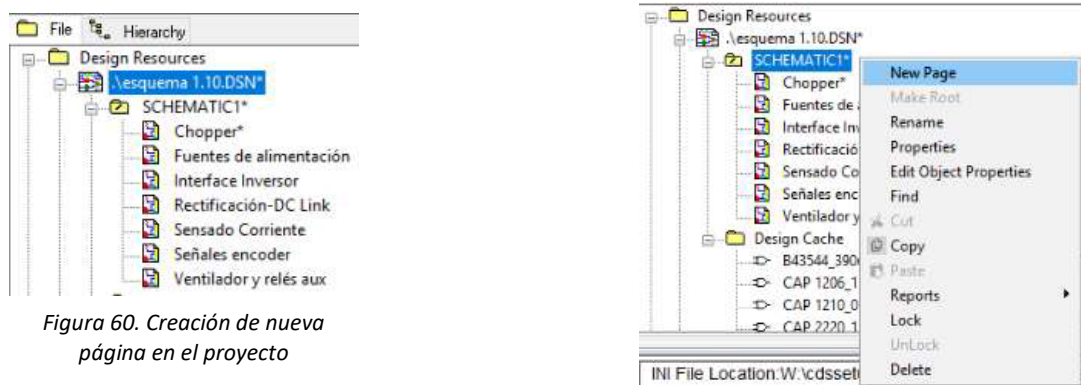 File Hierarchy
Design Resources
.\esquema 1.10.DSN*
SCHEMATIC1*
Chopper*
Fuentes de alimentación
Interface Inversor
Rectificación-DC Link
Sensado Corriente
Señales encoder
Ventilador y relés aux
Figura 60. Creación de nueva
página en el proyecto
Design Resources
.\esquema 1.10.DSN*
SCHEMATIC1*
Chopper*
Fuentes de
Interface
Rectificació
Sensado Co
Señales enc
Ventilador y
Design Cache
B43544_390
CAP 1206_1
CAP 1210_0
CAP 2220_1
INI File Location:W:\cdssetu
New Page
Make Root
Rename
Properties
Edit Object Properties
Find
Cut
Copy
Paste
Reports
Lock
UnLock
Delete